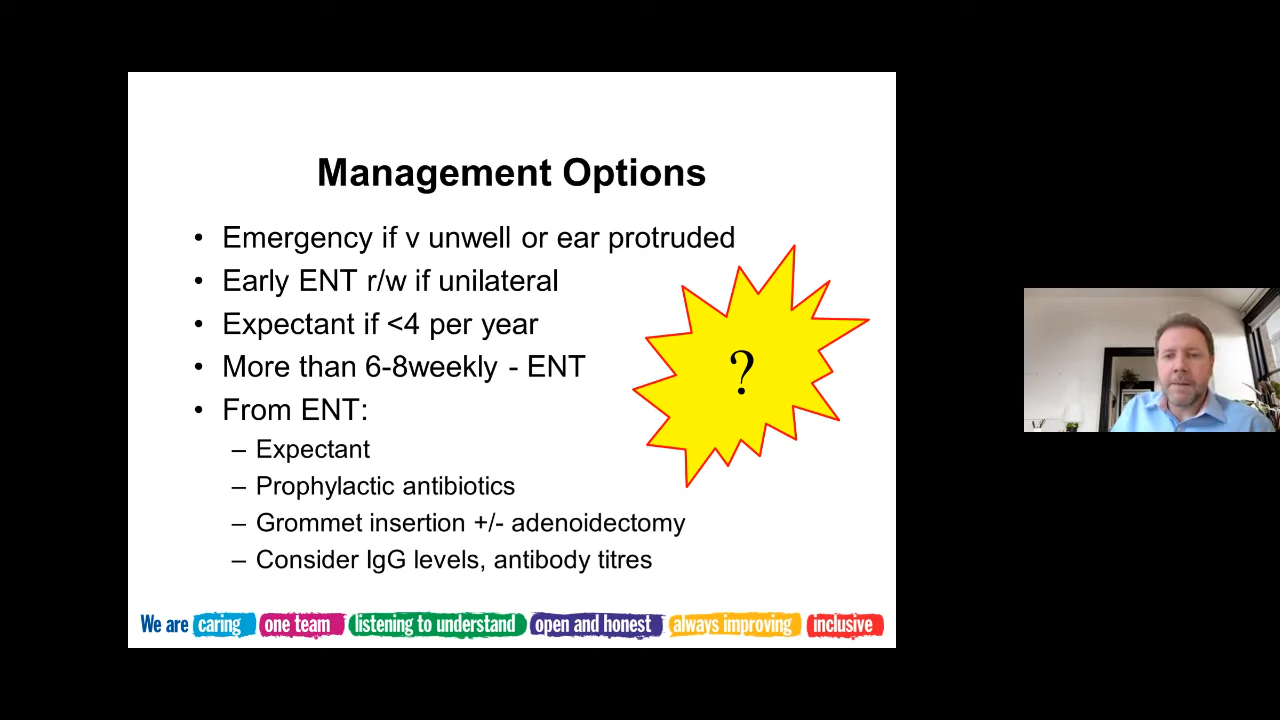 Management Options
• Emergency if v unwell or ear protruded
• Early ENT r/w if unilateral
• Expectant if <4 per year
• More than 6-8weekly - ENT
• From ENT:
– Expectant
– Prophylactic antibiotics
– Grommet insertion +/- adenoidectomy
– Consider IgG levels, antibody titres
?
We are caring one team listening to understand open and honest always improving inclusive